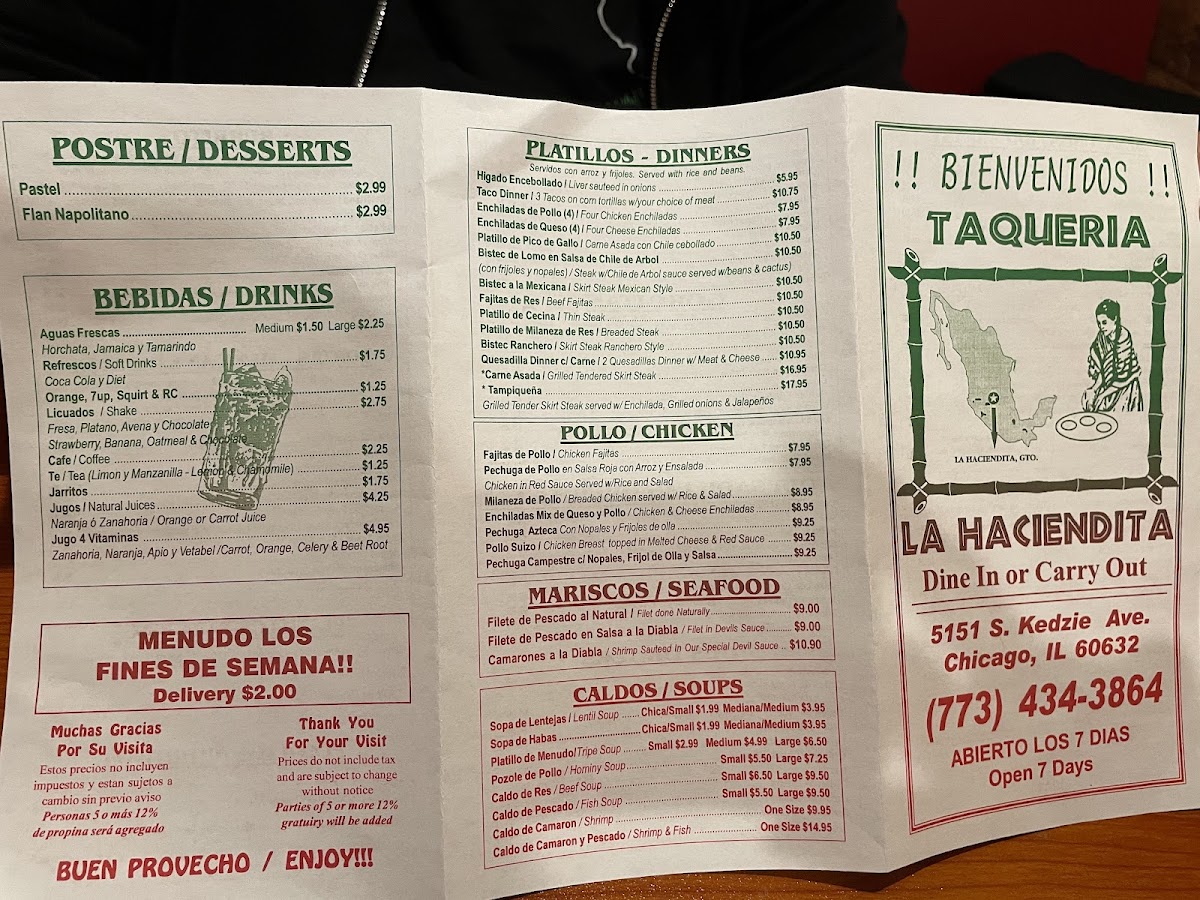 POSTRE / DESSERTS
Pastel $2.99
Flan Napolitano $2.99
BEBIDAS / DRINKS
Aguas Frescas Medium $1.50 Large $2.25
Horchata, Jamaica y Tamarindo
Refrescos / Soft Drinks $1.75
Coca Cola y Diet
Orange, 7up, Squirt & RC $1.25
Licuados / Shake $2.75
Fresa, Platano, Avena y Chocolate
Strawberry, Banana, Oatmeal & Chocolate
Cafe / Coffee $2.25
Te / Tea (Limon y Manzanilla - Lemon & Chamomile) $1.25
Jarritos $1.75
Jugos / Natural Juices $4.25
Naranja ó Zanahoria / Orange or Carrot Juice
Jugo 4 Vitaminas $4.95
Zanahoria, Naranja, Apio y Vetabel /Carrot, Orange, Celery & Beet Root
MENUDO LOS
FINES DE SEMANA!!
Delivery $2.00
Muchas Gracias
Por Su Visita
Estos precios no incluyen
impuestos y estan sujetos a
cambio sin previo aviso
Personas 5 o más 12%
de propina será agregado
Thank You
For Your Visit
Prices do not include tax
and are subject to change
without notice
Parties of 5 or more 12%
gratuiry will be added
BUEN PROVECHO / ENJOY!!!
PLATILLOS - DINNERS
Servidos con arroz y frijoles. Served with rice and beans.
Higado Encebollado / Liver sauteed in onions $5.95
Taco Dinner / 3 Tacos on corn tortillas w/your choice of meat $10.75
Enchiladas de Pollo (4) / Four Chicken Enchiladas $7.95
Enchiladas de Queso (4) / Four Cheese Enchiladas $7.95
Platillo de Pico de Gallo / Carne Asada con Chile cebollado $10.50
Bistec de Lomo en Salsa de Chile de Arbol $10.50
(con frijoles y nopales) / Steak w/Chile de Arbol sauce served w/beans & cactus)
Bistec a la Mexicana / Skirt Steak Mexican Style $10.50
Fajitas de Res / Beef Fajitas $10.50
Platillo de Cecina / Thin Steak $10.50
Platillo de Milaneza de Res / Breaded Steak $10.50
Bistec Ranchero / Skirt Steak Ranchero Style $10.50
Quesadilla Dinner c/ Carne / 2 Quesadillas Dinner w/ Meat & Cheese $10.95
*Carne Asada / Grilled Tendered Skirt Steak $16.95
* Tampiqueña $17.95
Grilled Tender Skirt Steak served w/ Enchilada, Grilled onions & Jalapeños
POLLO / CHICKEN
Fajitas de Pollo / Chicken Fajitas $7.95
Pechuga de Pollo en Salsa Roja con Arroz y Ensalada $7.95
Chicken in Red Sauce Served w/Rice and Salad
Milaneza de Pollo / Breaded Chicken served w/ Rice & Salad $8.95
Enchiladas Mix de Queso y Pollo / Chicken & Cheese Enchiladas $8.95
Pechuga Azteca Con Nopales y Frijoles de olla $9.25
Pollo Suizo / Chicken Breast topped in Melted Cheese & Red Sauce $9.25
Pechuga Campestre c/ Nopales, Frijol de Olla y Salsa $9.25
MARISCOS / SEAFOOD
Filete de Pescado al Natural / Filet done Naturally $9.00
Filete de Pescado en Salsa a la Diabla / Filet in Devils Sauce $9.00
Camarones a la Diabla / Shrimp Sauteed In Our Special Devil Sauce $10.90
CALDOS / SOUPS
Sopa de Lentejas / Lentil Soup Chica/Small $1.99 Mediana/Medium $3.95
Sopa de Habas Chica/Small $1.99 Mediana/Medium $3.95
Platillo de Menudo/Tripe Soup Small $2.99 Medium $4.99 Large $6.50
Pozole de Pollo / Hominy Soup Small $5.50 Large $7.25
Caldo de Res / Beef Soup Small $6.50 Large $9.50
Caldo de Pescado / Fish Soup Small $5.50 Large $9.50
Caldo de Camaron / Shrimp One Size $9.95
Caldo de Camaron y Pescado / Shrimp & Fish One Size $14.95
!! BIENVENIDOS !!
TAQUERIA
LA HACIENDITA, GTO.
LA HACIENDITA
Dine In or Carry Out
5151 S. Kedzie Ave.
Chicago, IL 60632
(773) 434-3864
ABIERTO LOS 7 DIAS
Open 7 Days